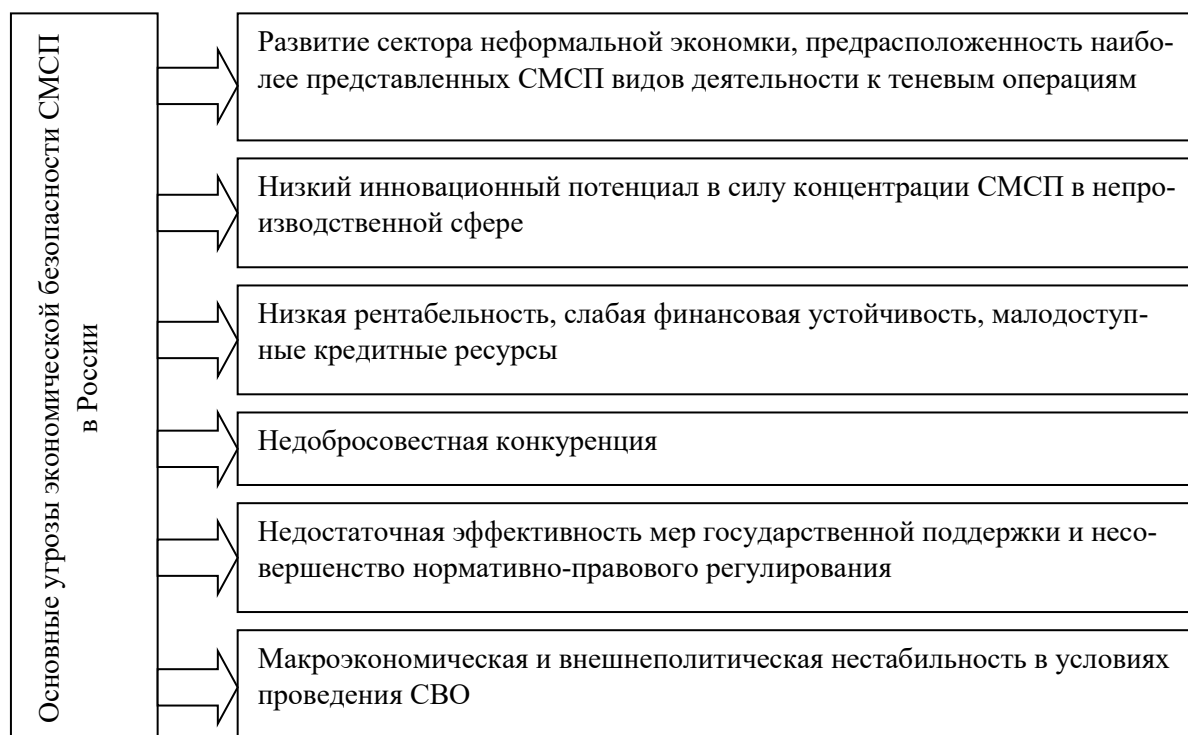 Основные угрозы экономической безопасности СМСП
в России
Развитие сектора неформальной экономки, предрасположенность наибо-
лее представленных СМСП видов деятельности к теневым операциям
Низкий инновационный потенциал в силу концентрации СМСП в непро-
изводственной сфере
Низкая рентабельность, слабая финансовая устойчивость, малодоступ-
ные кредитные ресурсы
Недобросовестная конкуренция
Недостаточная эффективность мер государственной поддержки и несо-
вершенство нормативно-правового регулирования
Макроэкономическая и внешнеполитическая нестабильность в условиях
проведения СВО